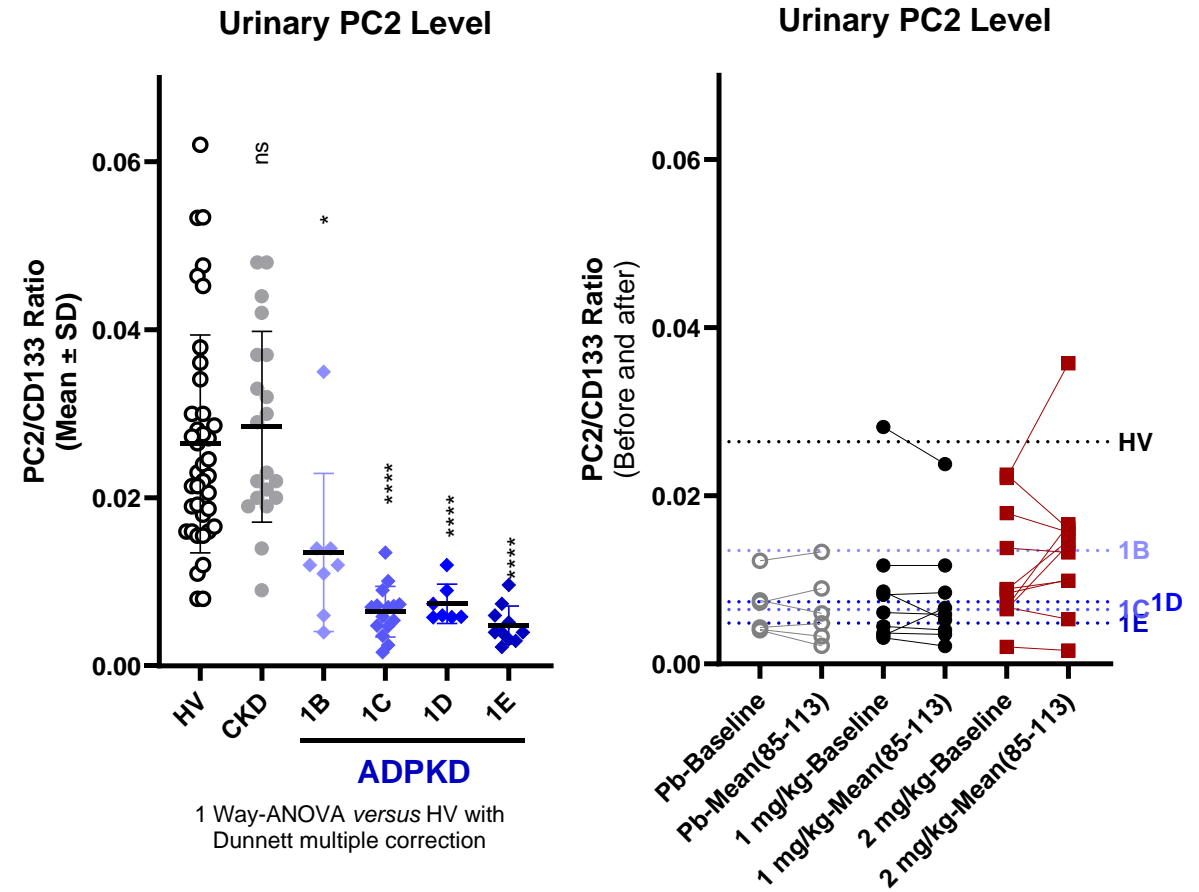 Urinary PC2 Level
PC2/CD133 Ratio
(Mean ± SD)
0.06
0.04
0.02
0.00
ns
*
****
****
****
HV
CKD
1B
1C
1D
1E
ADPKD
1 Way-ANOVA versus HV with
Dunnett multiple correction
Urinary PC2 Level
PC2/CD133 Ratio
(Before and after)
0.06
0.04
0.02
0.00
HV
1B
1D
1C
1E
Pb-Baseline
Pb-Mean(85-113)
1 mg/kg-Baseline
1 mg/kg-Mean(85-113)
2 mg/kg-Baseline
2 mg/kg-Mean(85-113)